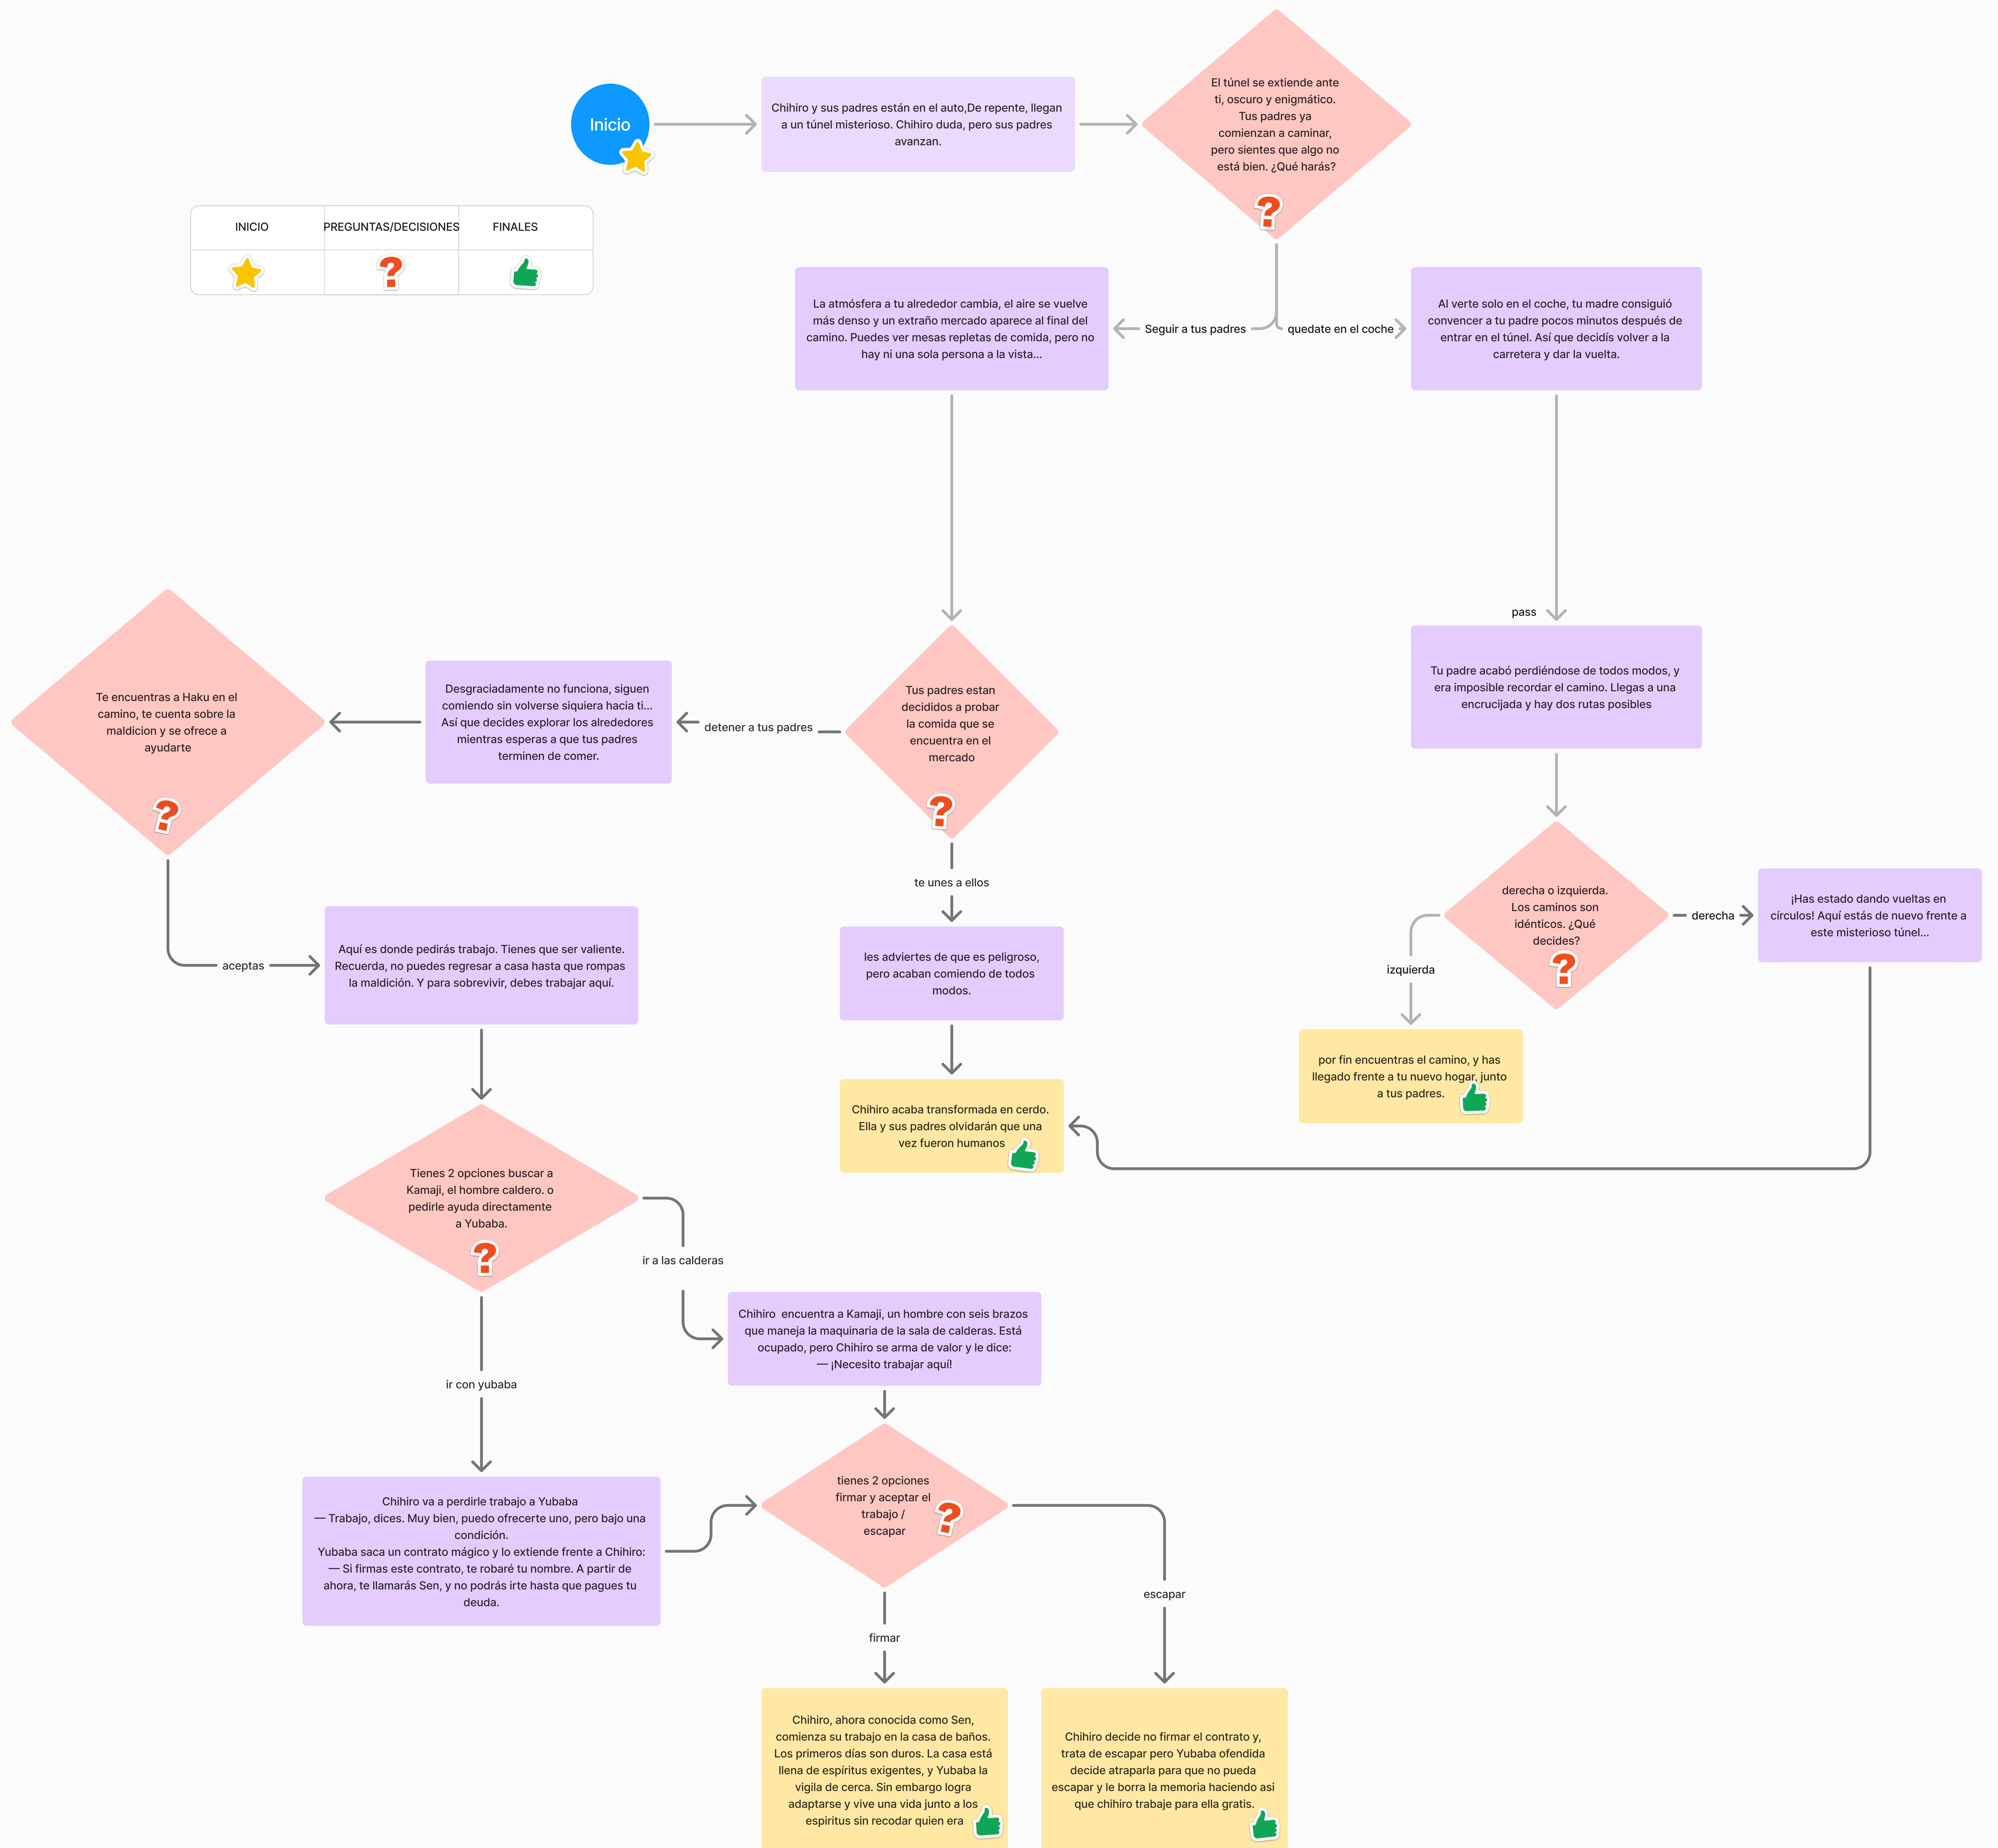 Inicio
Chihiro y sus padres están en el auto,De repente, llegan
a un túnel misterioso. Chihiro duda, pero sus padres
avanzan.
El túnel se extiende ante
ti, oscuro y enigmático.
Tus padres ya
comienzan a caminar,
pero sientes que algo no
está bien. ¿Qué harás?
INICIO
PREGUNTAS/DECISIONES
FINALES
La atmósfera a tu alrededor cambia, el aire se vuelve
más denso y un extraño mercado aparece al final del
camino. Puedes ver mesas repletas de comida, pero no
hay ni una sola persona a la vista...
Seguir a tus padres
quedate en el coche
Al verte solo en el coche, tu madre consiguió
convencer a tu padre pocos minutos después de
entrar en el túnel. Así que decidís volver a la
carretera y dar la vuelta.
pass
Tu padre acabó perdiéndose de todos modos, y
era imposible recordar el camino. Llegas a una
encrucijada y hay dos rutas posibles
Te encuentras a Haku en el
camino, te cuenta sobre la
maldicion y se ofrece a
ayudarte
Desgraciadamente no funciona, siguen
comiendo sin volverse siquiera hacia ti...
Así que decides explorar los alrededores
mientras esperas a que tus padres
terminen de comer.
detener a tus padres
Tus padres estan
decididos a probar
la comida que se
encuentra en el
mercado
te unes a ellos
derecha o izquierda.
Los caminos son
idénticos. ¿Qué
decides?
derecha
¡Has estado dando vueltas en
círculos! Aquí estás de nuevo frente a
este misterioso túnel...
izquierda
aceptas
Aquí es donde pedirás trabajo. Tienes que ser valiente.
Recuerda, no puedes regresar a casa hasta que rompas
la maldición. Y para sobrevivir, debes trabajar aquí.
les adviertes de que es peligroso,
pero acaban comiendo de todos
modos.
por fin encuentras el camino, y has
llegado frente a tu nuevo hogar, junto
a tus padres.
Chihiro acaba transformada en cerdo.
Ella y sus padres olvidarán que una
vez fueron humanos
Tienes 2 opciones buscar a
Kamaji, el hombre caldero. o
pedirle ayuda directamente
a Yubaba.
ir a las calderas
Chihiro  encuentra a Kamaji, un hombre con seis brazos
que maneja la maquinaria de la sala de calderas. Está
ocupado, pero Chihiro se arma de valor y le dice:
— ¡Necesito trabajar aquí!
ir con yubaba
Chihiro va a perdirle trabajo a Yubaba
— Trabajo, dices. Muy bien, puedo ofrecerte uno, pero bajo una
condición.
Yubaba saca un contrato mágico y lo extiende frente a Chihiro:
— Si firmas este contrato, te robaré tu nombre. A partir de
ahora, te llamarás Sen, y no podrás irte hasta que pagues tu
deuda.
tienes 2 opciones
firmar y aceptar el
trabajo /
escapar
escapar
firmar
Chihiro, ahora conocida como Sen,
comienza su trabajo en la casa de baños.
Los primeros días son duros. La casa está
llena de espíritus exigentes, y Yubaba la
vigila de cerca. Sin embargo logra
adaptarse y vive una vida junto a los
espiritus sin recodar quien era
Chihiro decide no firmar el contrato y,
trata de escapar pero Yubaba ofendida
decide atraparla para que no pueda
escapar y le borra la memoria haciendo asi
que chihiro trabaje para ella gratis.